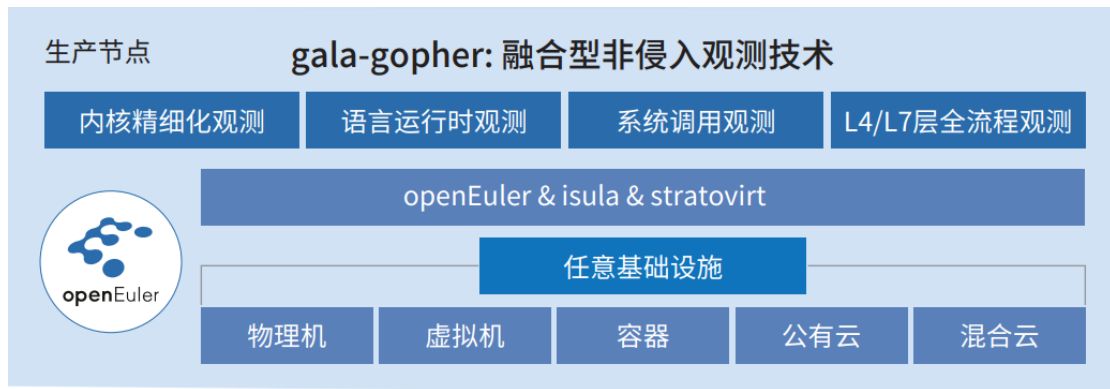 生产节点
gala-gopher: 融合型非侵入观测技术
内核精细化观测
语言运行时观测
系统调用观测
L4/L7层全流程观测
openEuler & isula & stratovirt
openEuler
任意基础设施
物理机
虚拟机
容器
公有云
混合云